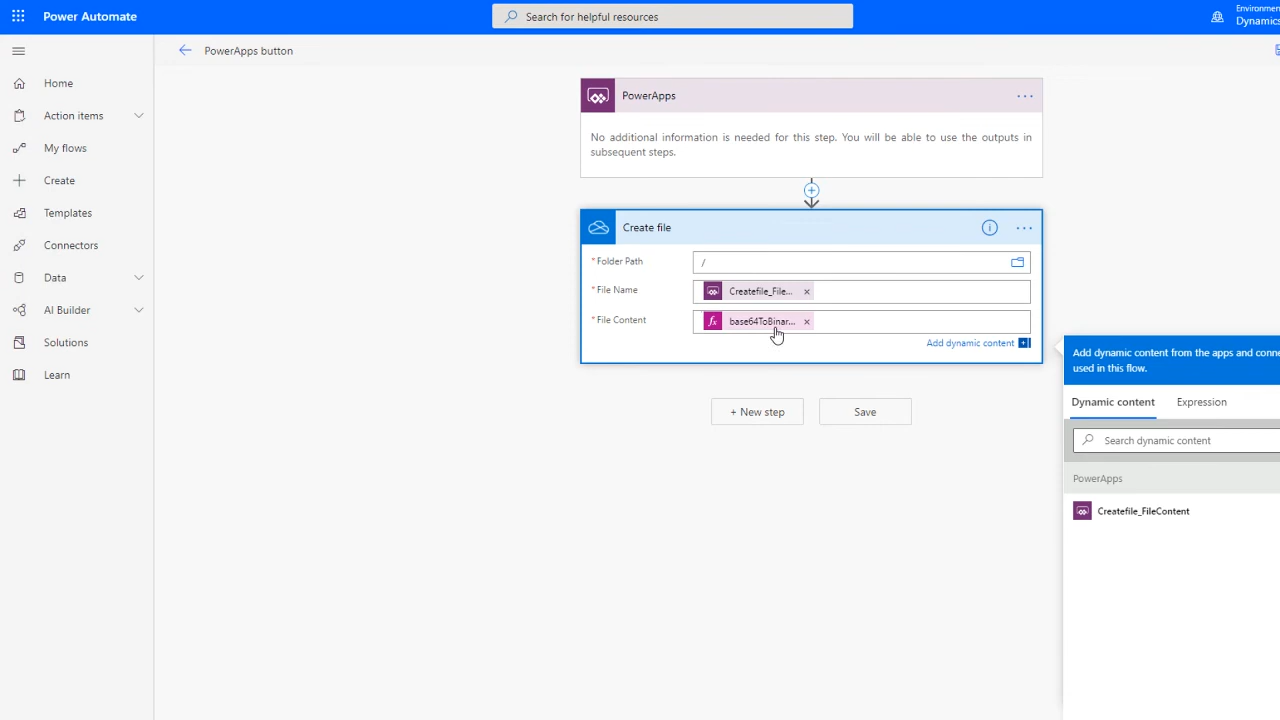 Power Automate
Search for helpful resources
Environmen
Dynamics
PowerApps button
Home
Action items
My flows
Create
Templates
Connectors
Data
AI Builder
Solutions
Learn
PowerApps
No additional information is needed for this step. You will be able to use the outputs in
subsequent steps.
Create file
* Folder Path
/
* File Name
Createfile_File...
* File Content
fx base64ToBinar...
Add dynamic content
+ New step
Save
Add dynamic content from the apps and conne
used in this flow.
Dynamic content
Expression
Search dynamic content
PowerApps
Createfile_FileContent